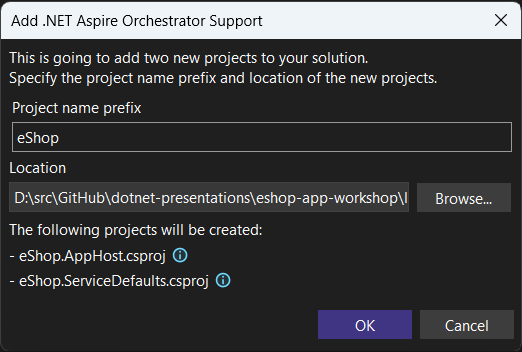 Add .NET Aspire Orchestrator Support
This is going to add two new projects to your solution.
Specify the project name prefix and location of the new projects.
Project name prefix
eShop
Location
D:\src\GitHub\dotnet-presentations\eshop-app-workshop\l
Browse...
The following projects will be created:
- eShop.AppHost.csproj
- eShop.ServiceDefaults.csproj
OK
Cancel